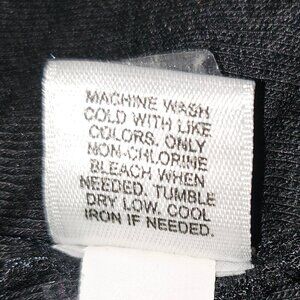 MACHINE WASH
COLD WITH LIKE
COLORS. ONLY
NON-CHLORINE
BLEACH WHEN
NEEDED. TUMBLE
DRY LOW. COOL
IRON IF NEEDED.